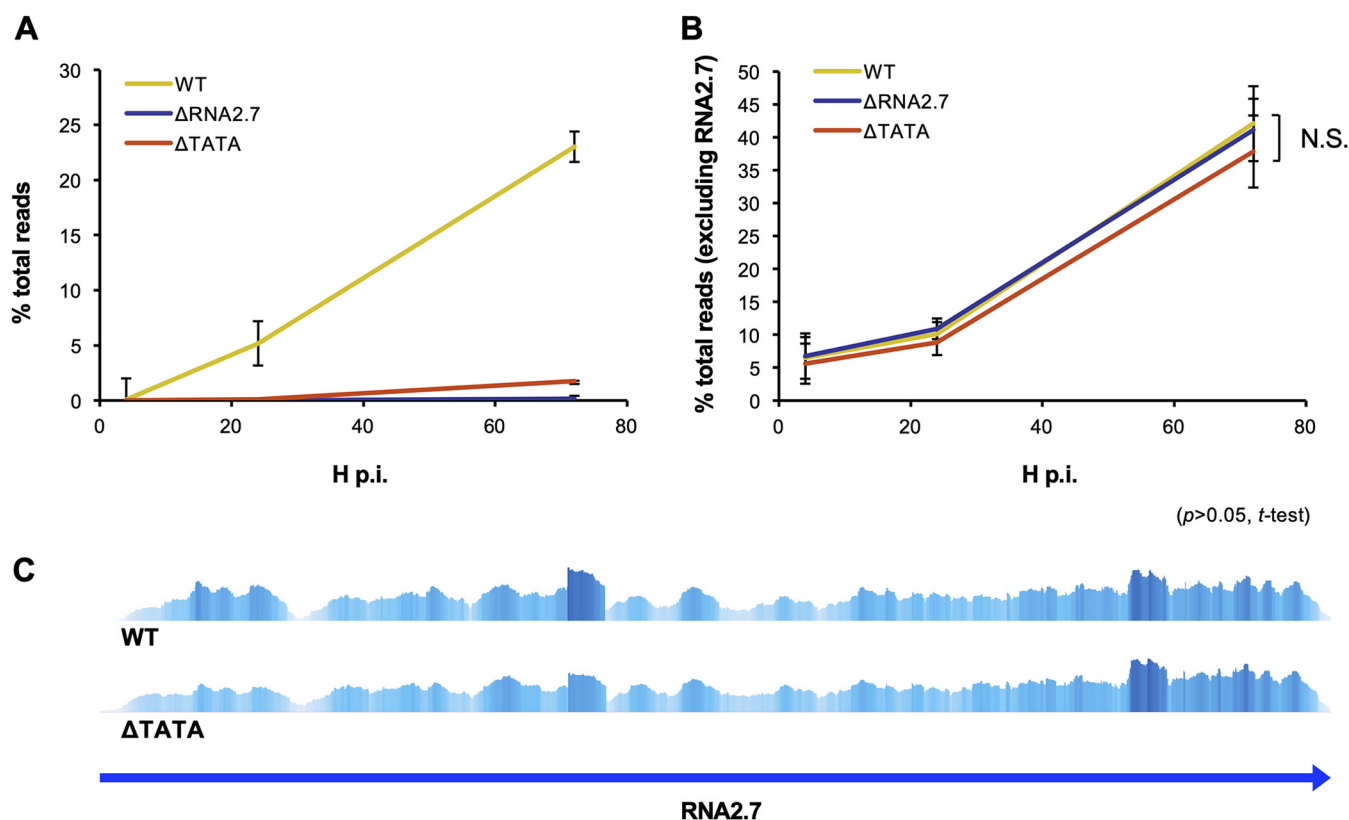 A
% total reads
30
25
20
15
10
5
0
WT
ΔRNA2.7
ΔTATA
0 20 40 60 80
H p.i.
B
% total reads (excluding RNA2.7)
50
45
40
35
30
25
20
15
10
5
0
WT
ΔRNA2.7
ΔTATA
N.S.
0 20 40 60 80
H p.i.
(p>0.05, t-test)
C
WT
ΔTATA
RNA2.7